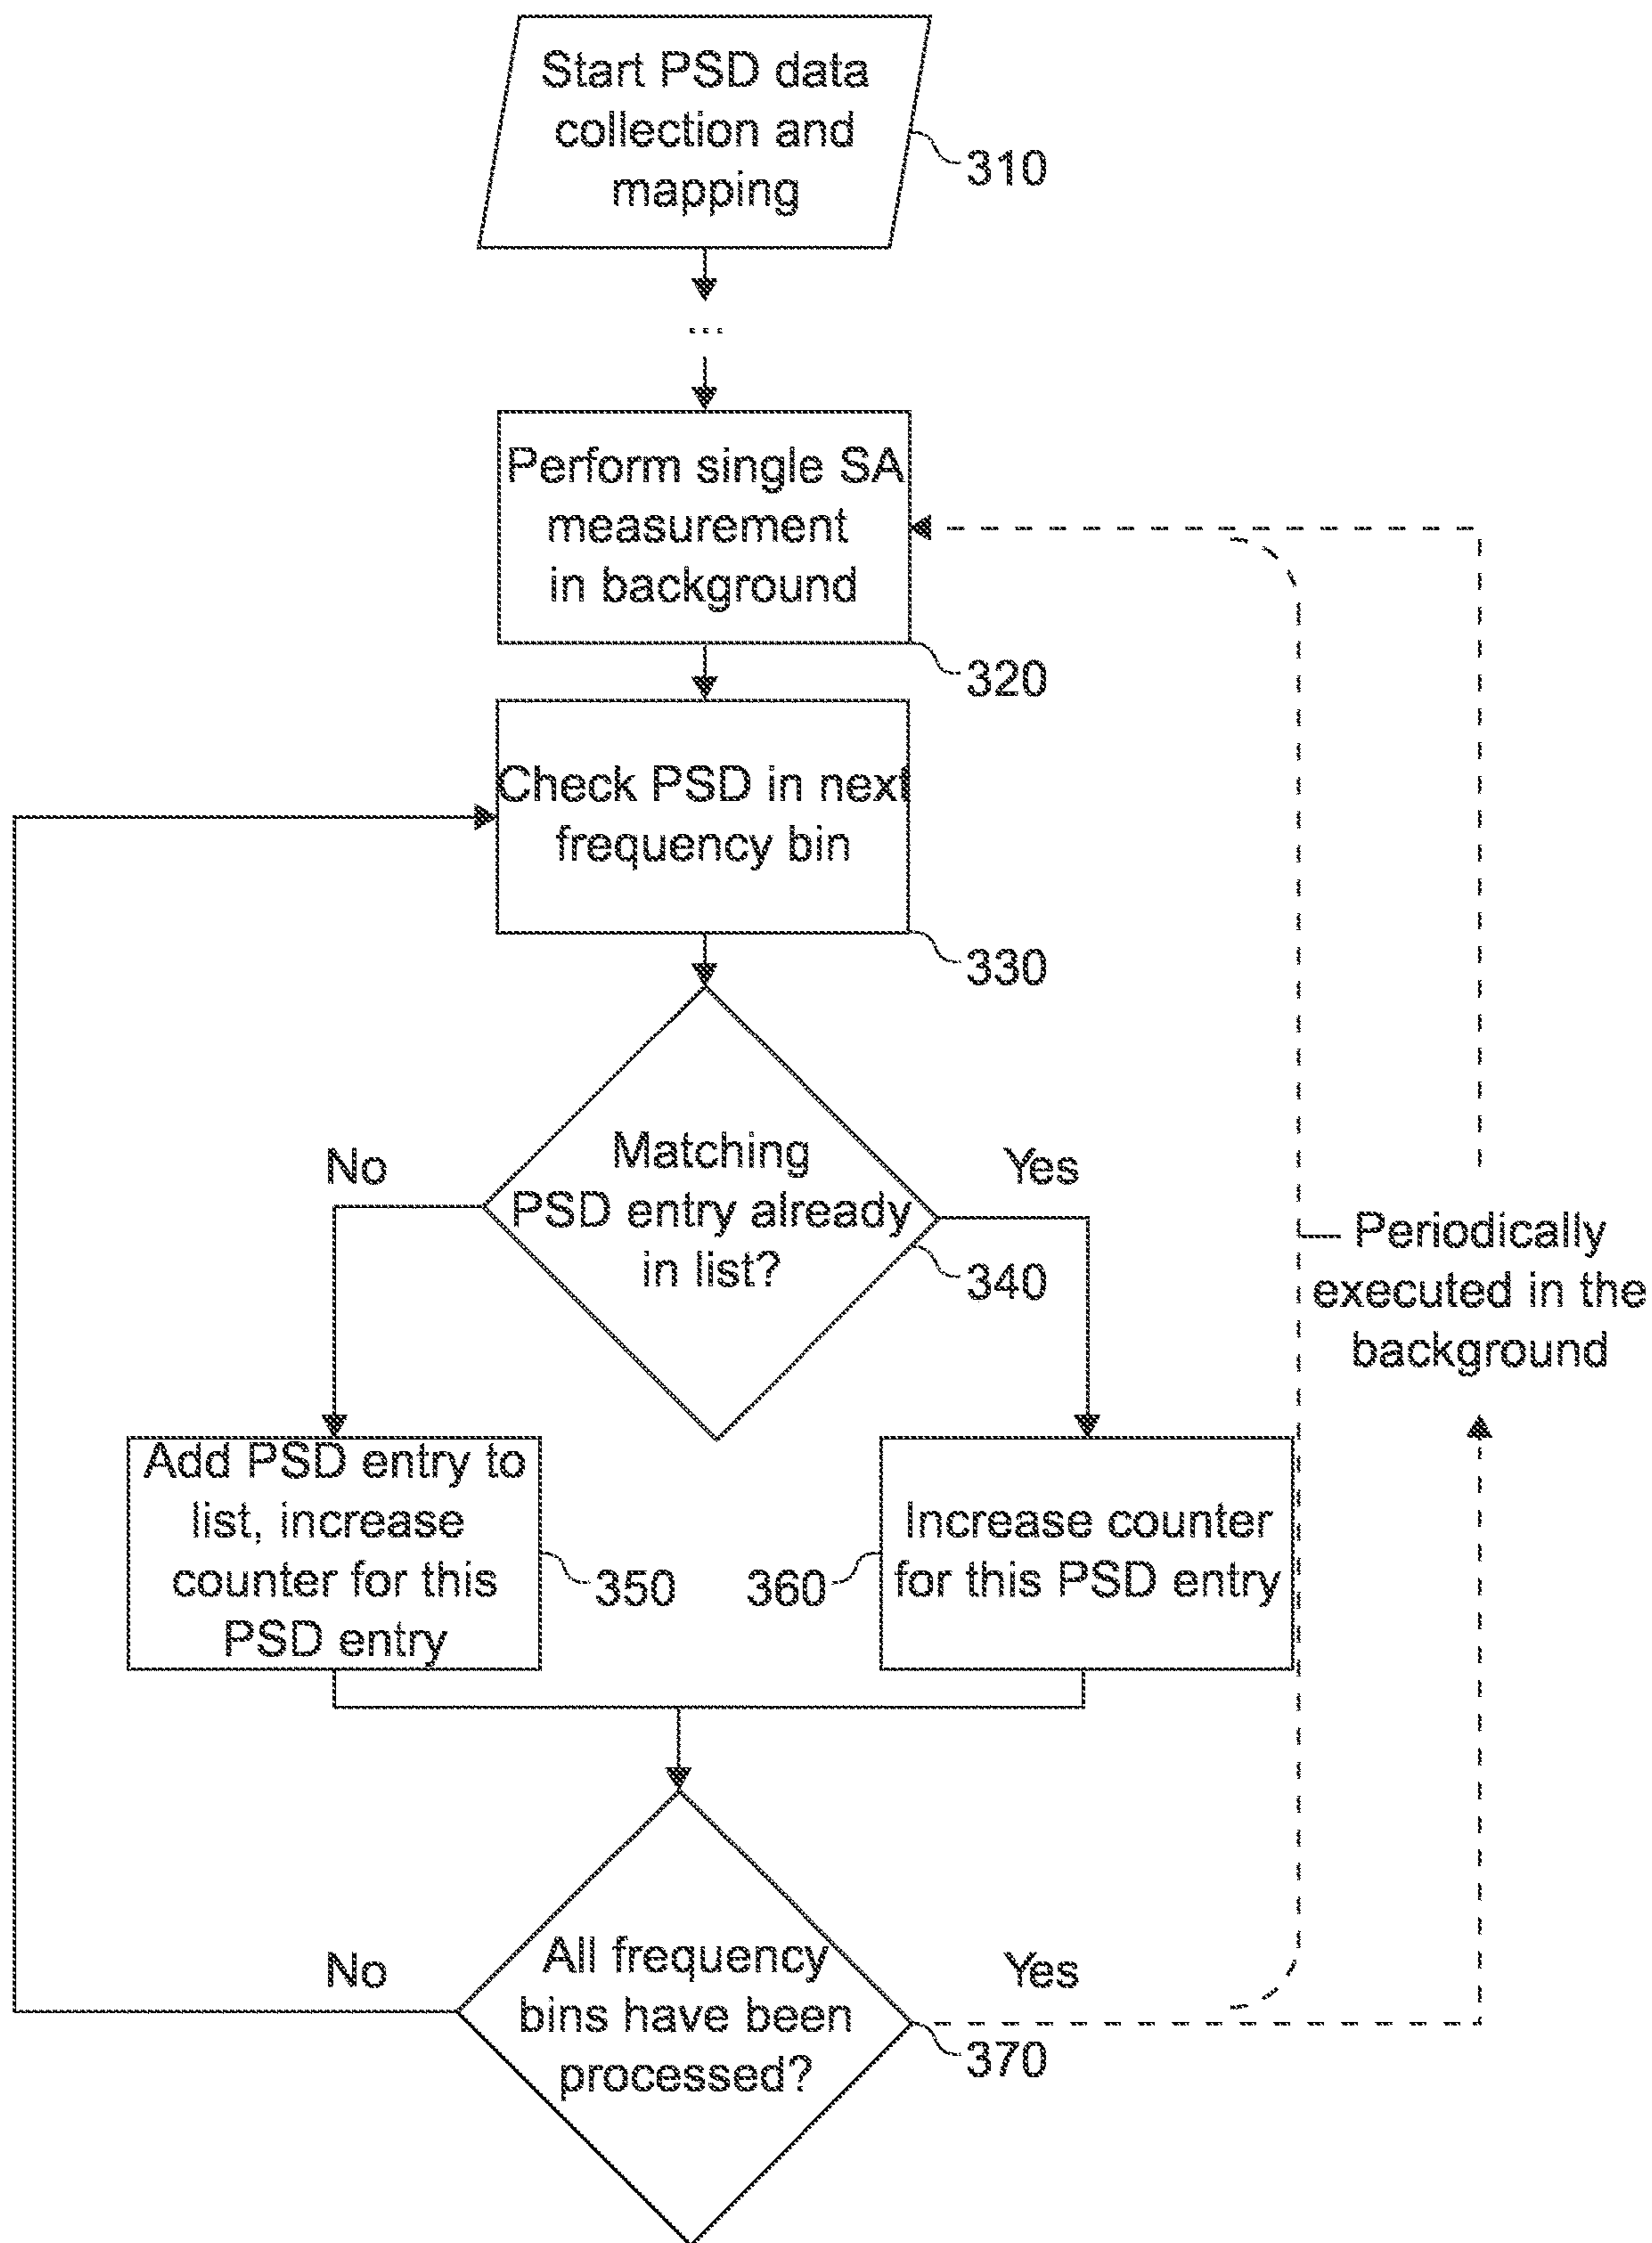 Start PSD data
collection and
mapping
310
...
Perform single SA
measurement
in background
320
Check PSD in next
frequency bin
330
Matching
PSD entry already
in list?
340
No
Yes
Periodically
executed in the
background
Add PSD entry to
list, increase
counter for this
PSD entry
350
Increase counter
for this PSD entry
360
All frequency
bins have been
processed?
370
No
Yes